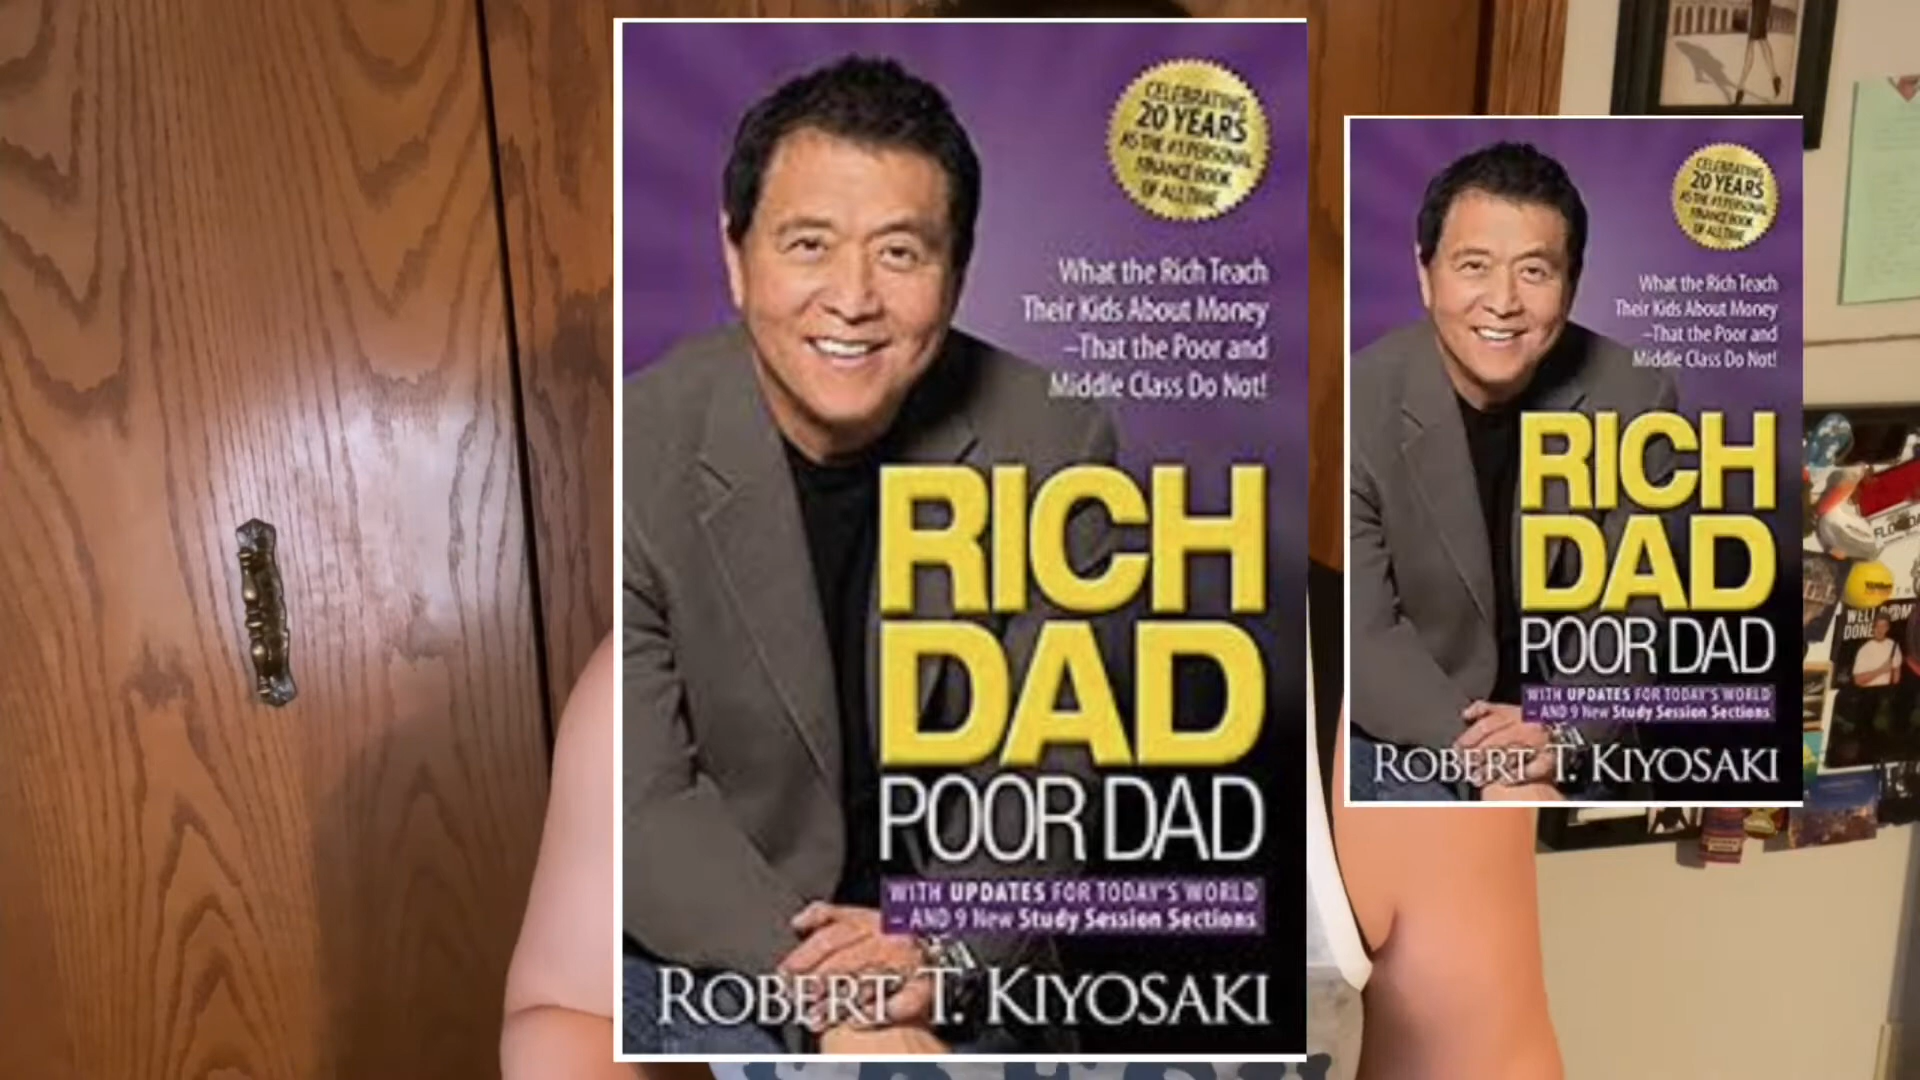 CELEBRATING
20 YEARS
AS THE #1 PERSONAL
FINANCE BOOK
OF ALL TIME
What the Rich Teach
Their Kids About Money
–That the Poor and
Middle Class Do Not!
RICH
DAD
POOR DAD
WITH UPDATES FOR TODAY'S WORLD
– AND 9 New Study Session Sections
ROBERT T. KIYOSAKI
CELEBRATING
20 YEARS
AS THE #1 PERSONAL
FINANCE BOOK
OF ALL TIME
What the Rich Teach
Their Kids About Money
–That the Poor and
Middle Class Do Not!
RICH
DAD
POOR DAD
WITH UPDATES FOR TODAY'S WORLD
– AND 9 New Study Session Sections
ROBERT T. KIYOSAKI
DONE